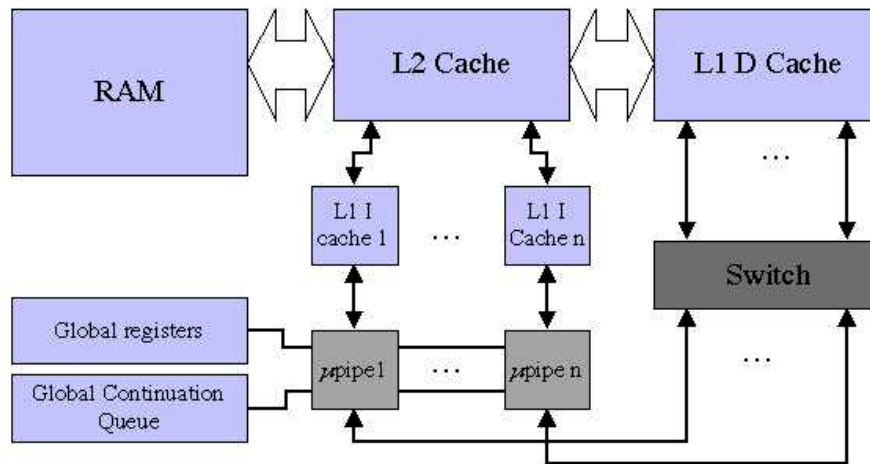 RAM
L2 Cache
L1 D Cache
...
L1 I
cache 1
...
L1 I
Cache n
Switch
Global registers
μpipe1
...
μpipe n
...
Global Continuation
Queue